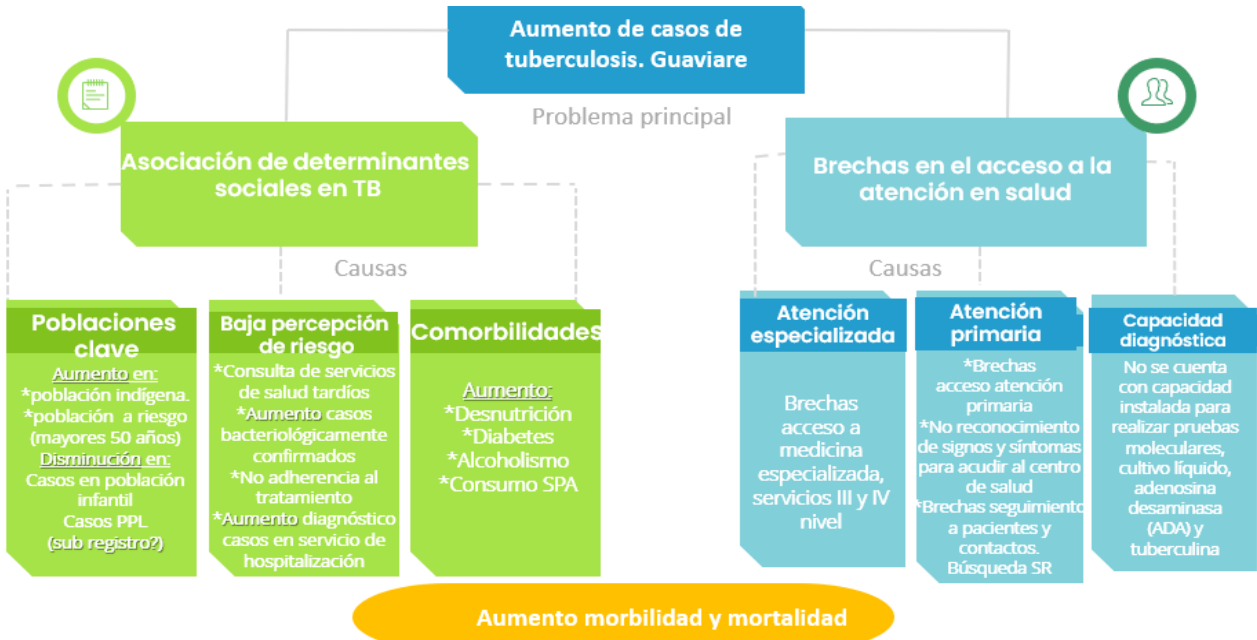 Aumento de casos de
tuberculosis. Guaviare
Problema principal
Asociación de determinantes
sociales en TB
Causas
Poblaciones
clave
Aumento en:
*población indígena.
*población a riesgo
(mayores 50 años)
Disminución en:
Casos en población
infantil
Casos PPL
(sub registro?)
Baja percepción
de riesgo
*Consulta de servicios
de salud tardíos
*Aumento casos
bacteriológicamente
confirmados
*No adherencia al
tratamiento
*Aumento diagnóstico
casos en servicio de
hospitalización
Comorbilidades
Aumento:
*Desnutrición
*Diabetes
*Alcoholismo
*Consumo SPA
Brechas en el acceso a la
atención en salud
Causas
Atención
especializada
Brechas
acceso a
medicina
especializada,
servicios III y IV
nivel
Atención
primaria
*Brechas
acceso atención
primaria
*No reconocimiento
de signos y síntomas
para acudir al centro
de salud
*Brechas seguimiento
a pacientes y
contactos.
Búsqueda SR
Capacidad
diagnóstica
No se cuenta
con capacidad
instalada para
realizar pruebas
moleculares,
cultivo líquido,
adenosina
desaminasa
(ADA) y
tuberculina
Aumento morbilidad y mortalidad